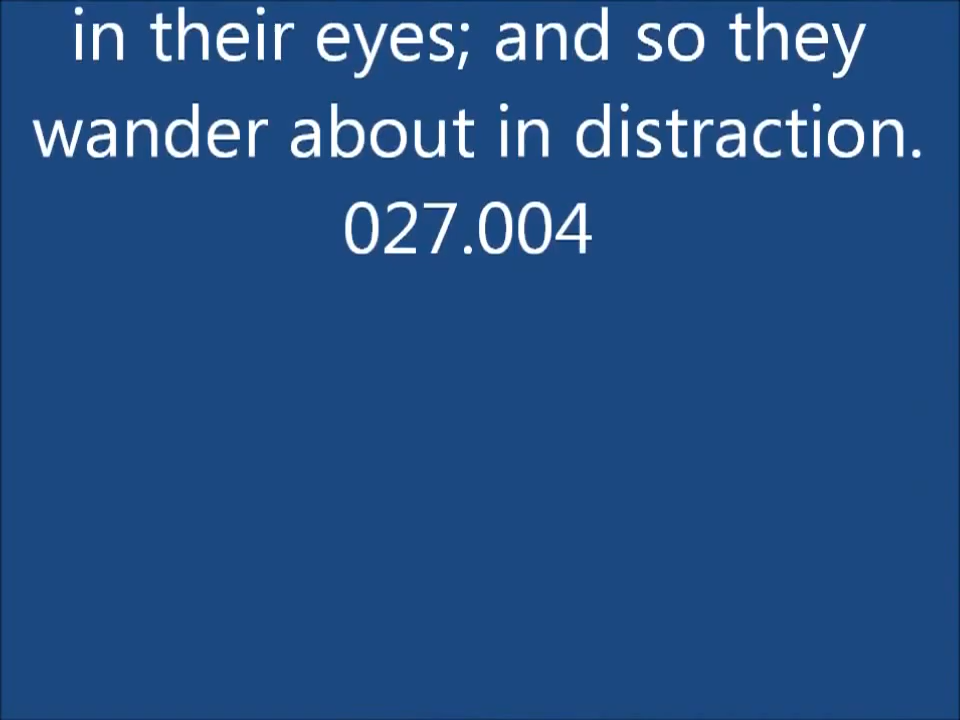 in their eyes; and so they
wander about in distraction.
027.004